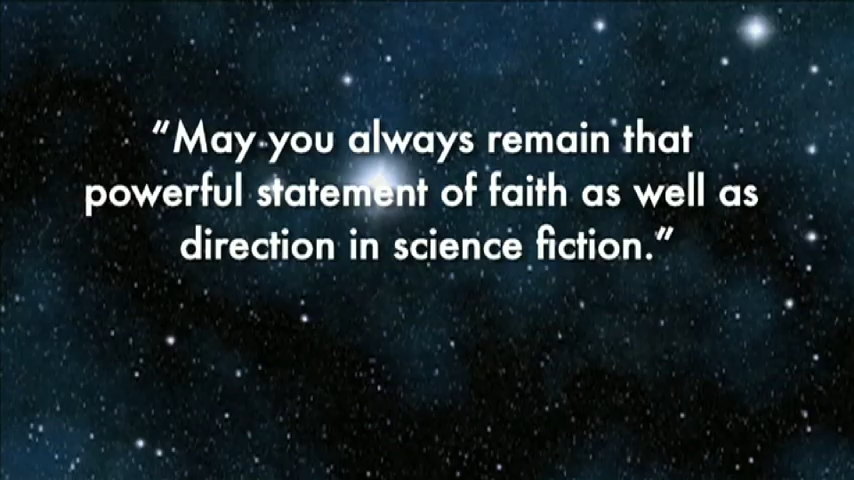 “May you always remain that
powerful statement of faith as well as
direction in science fiction.”